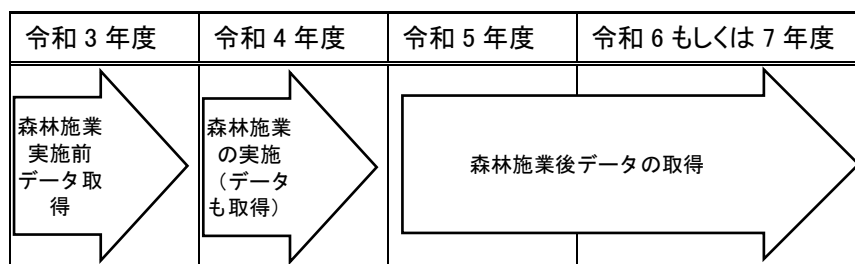 令和 3 年度
令和 4 年度
令和 5 年度
令和 6 もしくは 7 年度
森林施業
実施前
データ取
得
森林施業
の実施
（データ
も取得）
森林施業後データの取得